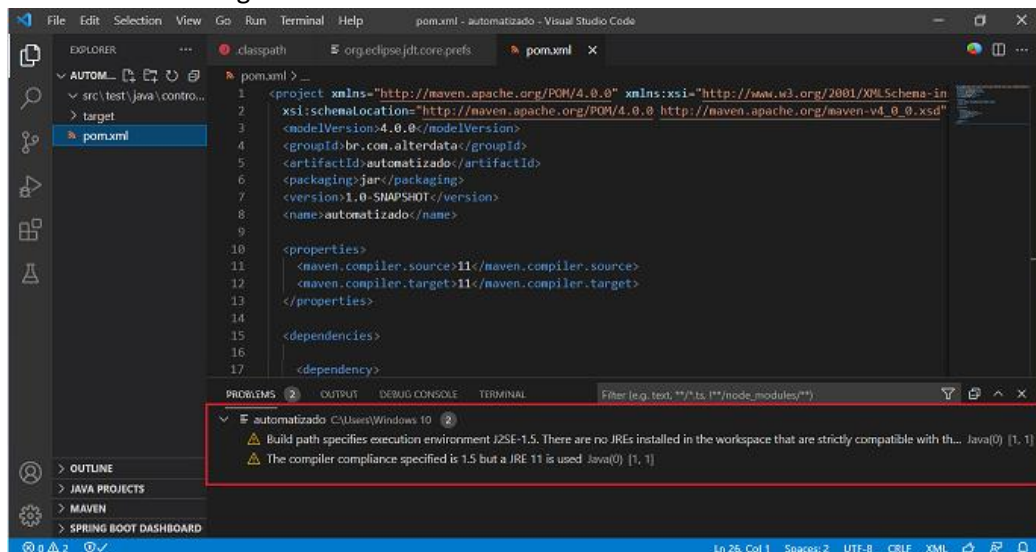 File Edit Selection View Go Run Terminal Help pom.xml - automatizado - Visual Studio Code
EXPLORER
.classpath org.eclipse.jdt.core.prefs pom.xml
AUTOM...
src\test\java\contro...
target
pom.xml
pom.xml > ...
1 <project xmlns="http://maven.apache.org/POM/4.0.0" xmlns:xsi="http://www.w3.org/2001/XMLSchema-in
2 xsi:schemaLocation="http://maven.apache.org/POM/4.0.0 http://maven.apache.org/maven-v4_0_0.xsd"
3 <modelVersion>4.0.0</modelVersion>
4 <groupId>br.com.alterdata</groupId>
5 <artifactId>automatizado</artifactId>
6 <packaging>jar</packaging>
7 <version>1.0-SNAPSHOT</version>
8 <name>automatizado</name>
9
10 <properties>
11 <maven.compiler.source>11</maven.compiler.source>
12 <maven.compiler.target>11</maven.compiler.target>
13 </properties>
14
15 <dependencies>
16
17 <dependency>
PROBLEMS 2 OUTPUT DEBUG CONSOLE TERMINAL Filter (e.g. text, **/*.ts, !**/node_modules/**)
automatizado C:\Users\Windows 10 2
Build path specifies execution environment J2SE-1.5. There are no JREs installed in the workspace that are strictly compatible with th... Java(0) [1, 1]
The compiler compliance specified is 1.5 but a JRE 11 is used Java(0) [1, 1]
OUTLINE
JAVA PROJECTS
MAVEN
SPRING BOOT DASHBOARD
0 2 Ln 26, Col 1 Spaces: 2 UTF-8 CRLF XML